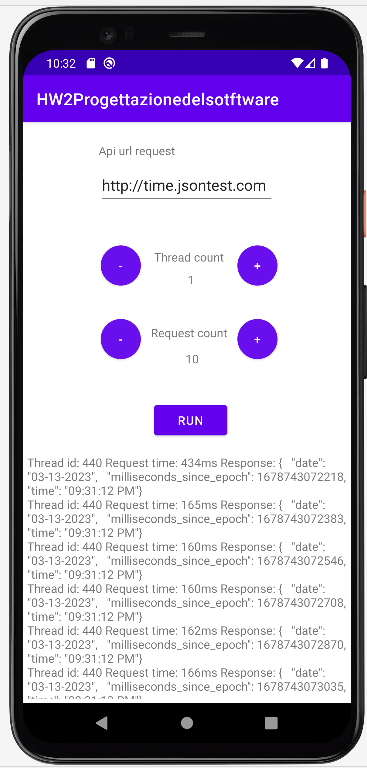 10:32
HW2Progettazionedelsotftware
Api url request
http://time.jsontest.com
- Thread count +
1
- Request count +
10
RUN
Thread id: 440 Request time: 434ms Response: {   "date":
"03-13-2023",   "milliseconds_since_epoch": 1678743072218,
"time": "09:31:12 PM"}
Thread id: 440 Request time: 165ms Response: {   "date":
"03-13-2023",   "milliseconds_since_epoch": 1678743072383,
"time": "09:31:12 PM"}
Thread id: 440 Request time: 160ms Response: {   "date":
"03-13-2023",   "milliseconds_since_epoch": 1678743072546,
"time": "09:31:12 PM"}
Thread id: 440 Request time: 160ms Response: {   "date":
"03-13-2023",   "milliseconds_since_epoch": 1678743072708,
"time": "09:31:12 PM"}
Thread id: 440 Request time: 162ms Response: {   "date":
"03-13-2023",   "milliseconds_since_epoch": 1678743072870,
"time": "09:31:12 PM"}
Thread id: 440 Request time: 166ms Response: {   "date":
"03-13-2023",   "milliseconds_since_epoch": 1678743073035,